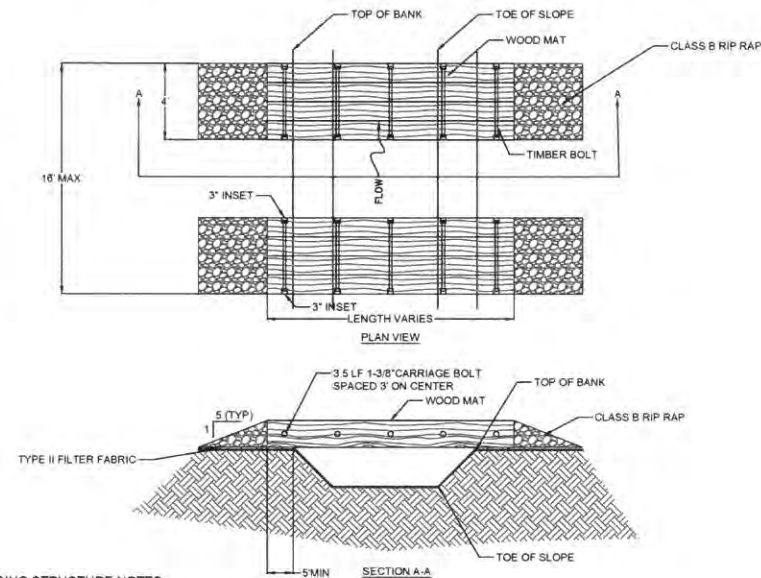 TOP OF BANK
TOE OF SLOPE
WOOD MAT
CLASS B RIP RAP
A
A
4'
16' MAX
TIMBER BOLT
FLOW
3" INSET
3" INSET
LENGTH VARIES
PLAN VIEW
3.5 LF 1-3/8"CARRIAGE BOLT
SPACED 3' ON CENTER
TOP OF BANK
WOOD MAT
5 (TYP)
1
CLASS B RIP RAP
TYPE II FILTER FABRIC
TOE OF SLOPE
5'MIN
SECTION A-A